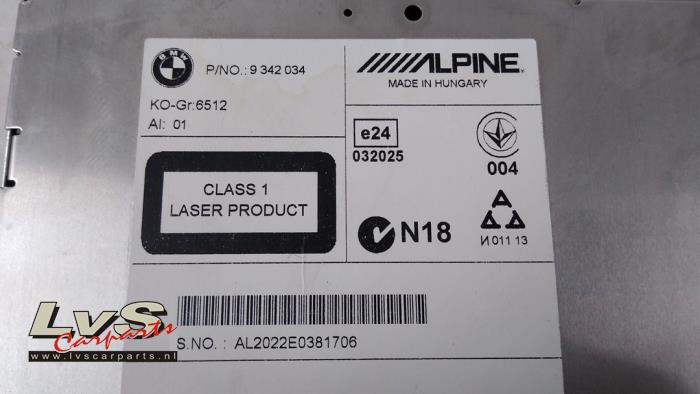 BMW
P/NO.: 9 342 034
KO-Gr:6512
AI: 01
ALPINE
MADE IN HUNGARY
e24
032025
004
CLASS 1
LASER PRODUCT
N18
И 011 13
S.NO. : AL2022E0381706
LvS
Carparts
www.lvscarparts.nl